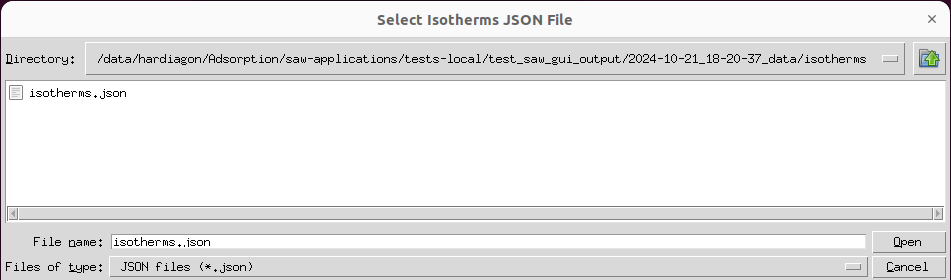 Select Isotherms JSON File
Directory: /data/hardiagon/Adsorption/saw-applications/tests-local/test_saw_gui_output/2024-10-21_18-20-37_data/isotherms
isotherms.json
File name: isotherms.json Open
Files of type: JSON files (*.json) Cancel